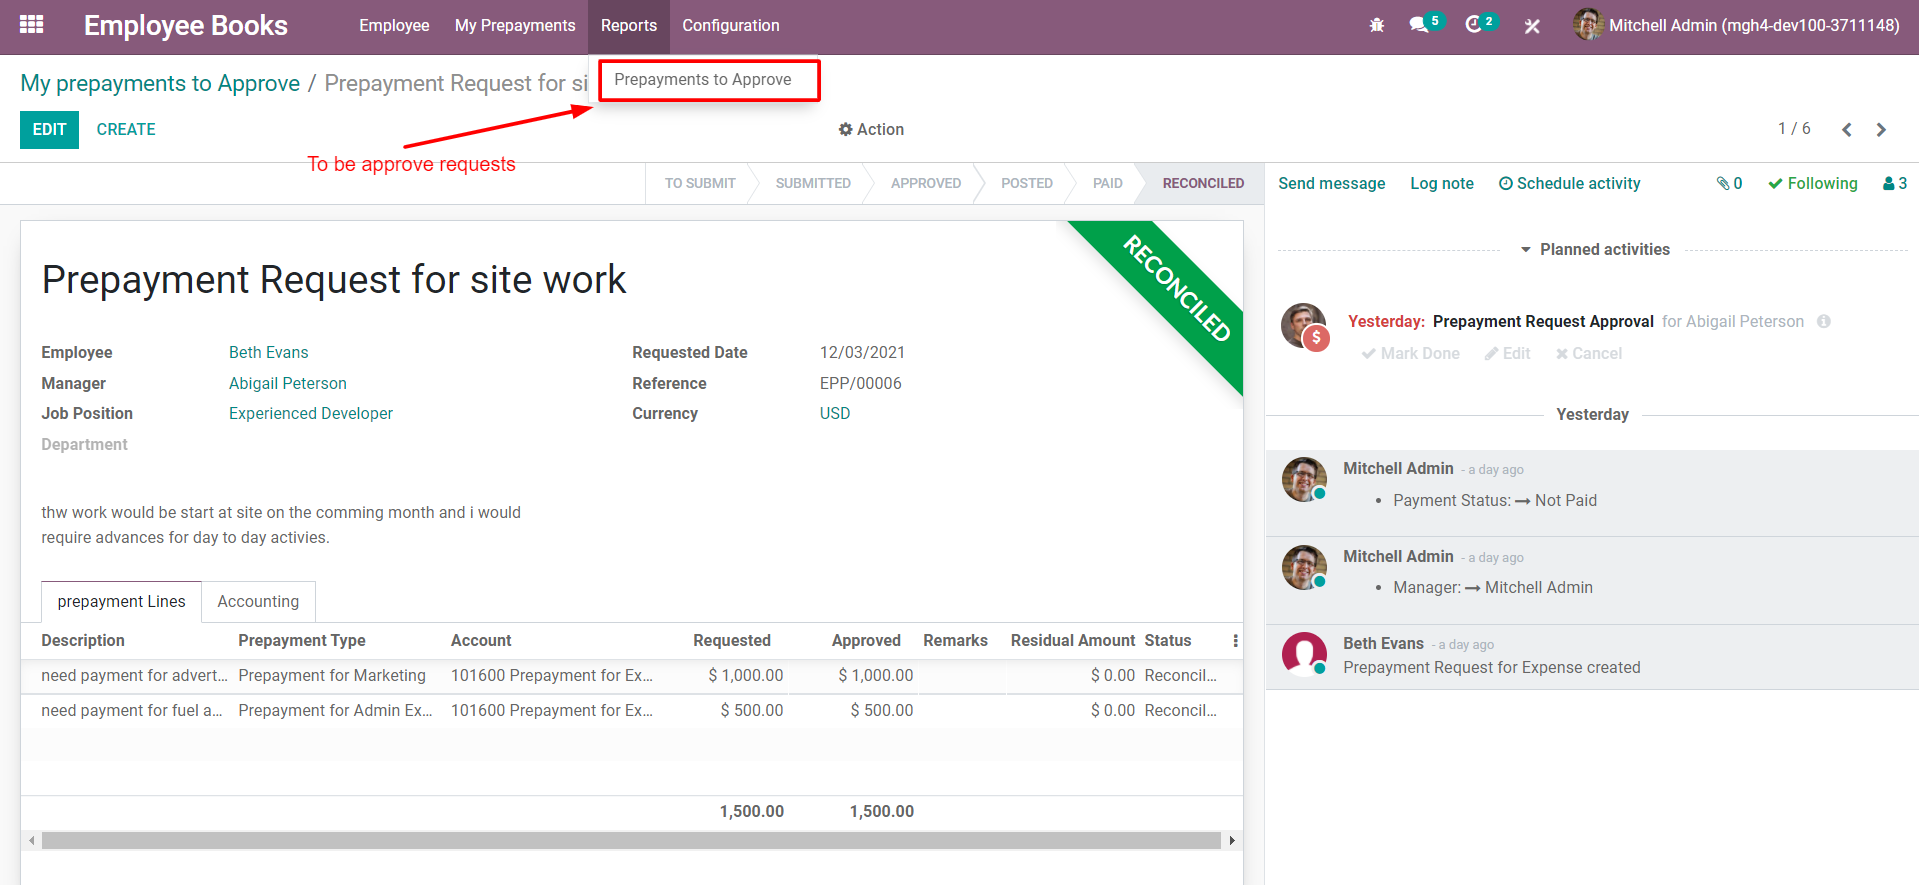 Employee Books
Employee
My Prepayments
Reports
Configuration
5
2
Mitchell Admin (mgh4-dev100-3711148)
My prepayments to Approve / Prepayment Request for si
Prepayments to Approve
EDIT
CREATE
Action
1 / 6
To be approve requests
TO SUBMIT
SUBMITTED
APPROVED
POSTED
PAID
RECONCILED
Send message
Log note
Schedule activity
0
Following
3
RECONCILED
Prepayment Request for site work
Employee
Beth Evans
Requested Date
12/03/2021
Manager
Abigail Peterson
Reference
EPP/00006
Job Position
Experienced Developer
Currency
USD
Department
thw work would be start at site on the comming month and i would
require advances for day to day activies.
prepayment Lines
Accounting
Description Prepayment Type Account Requested Approved Remarks Residual Amount Status
need payment for advert... Prepayment for Marketing 101600 Prepayment for Ex... $ 1,000.00 $ 1,000.00 $ 0.00 Reconcil...
need payment for fuel a... Prepayment for Admin Ex... 101600 Prepayment for Ex... $ 500.00 $ 500.00 $ 0.00 Reconcil...
1,500.00 1,500.00
Planned activities
$
Yesterday: Prepayment Request Approval for Abigail Peterson
Mark Done
Edit
Cancel
Yesterday
Mitchell Admin - a day ago
• Payment Status: → Not Paid
Mitchell Admin - a day ago
• Manager: → Mitchell Admin
Beth Evans - a day ago
Prepayment Request for Expense created